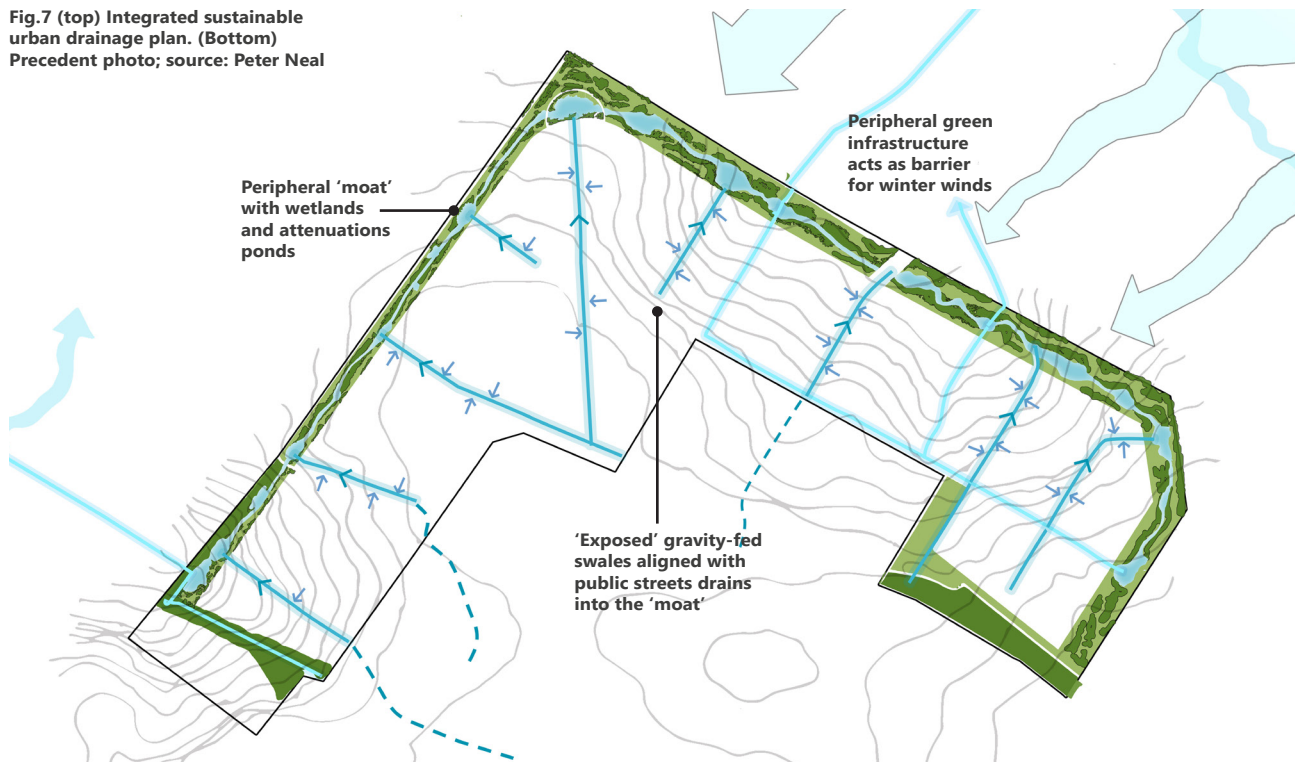 Fig.7 (top) Integrated sustainable
urban drainage plan. (Bottom)
Precedent photo; source: Peter Neal
Peripheral green
infrastructure
acts as barrier
for winter winds
Peripheral ‘moat’
with wetlands
and attenuations
ponds
‘Exposed’ gravity-fed
swales aligned with
public streets drains
into the ‘moat’